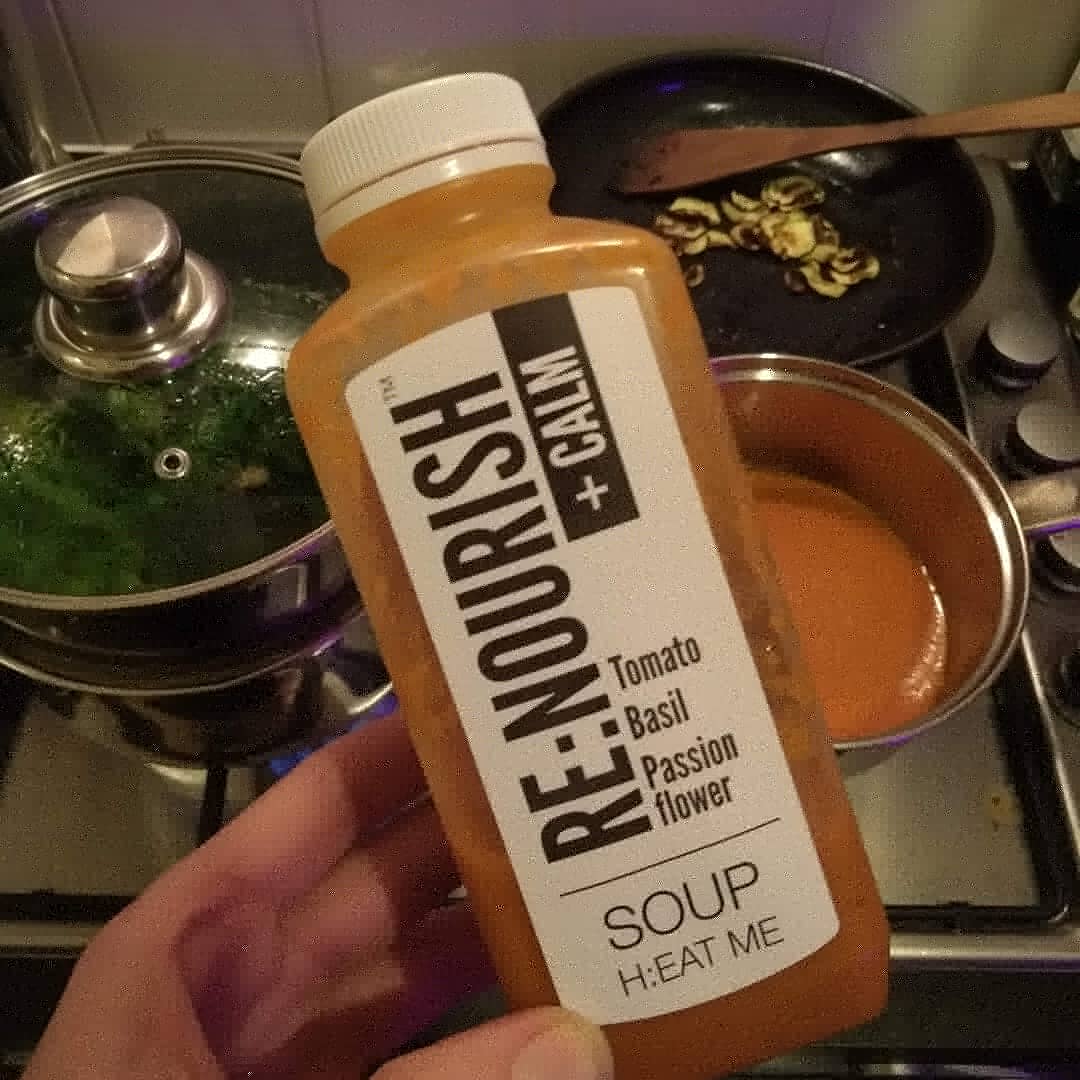 RE:NOURISH™
+ CALM
Tomato
Basil
Passion
flower
SOUP
H:EAT ME